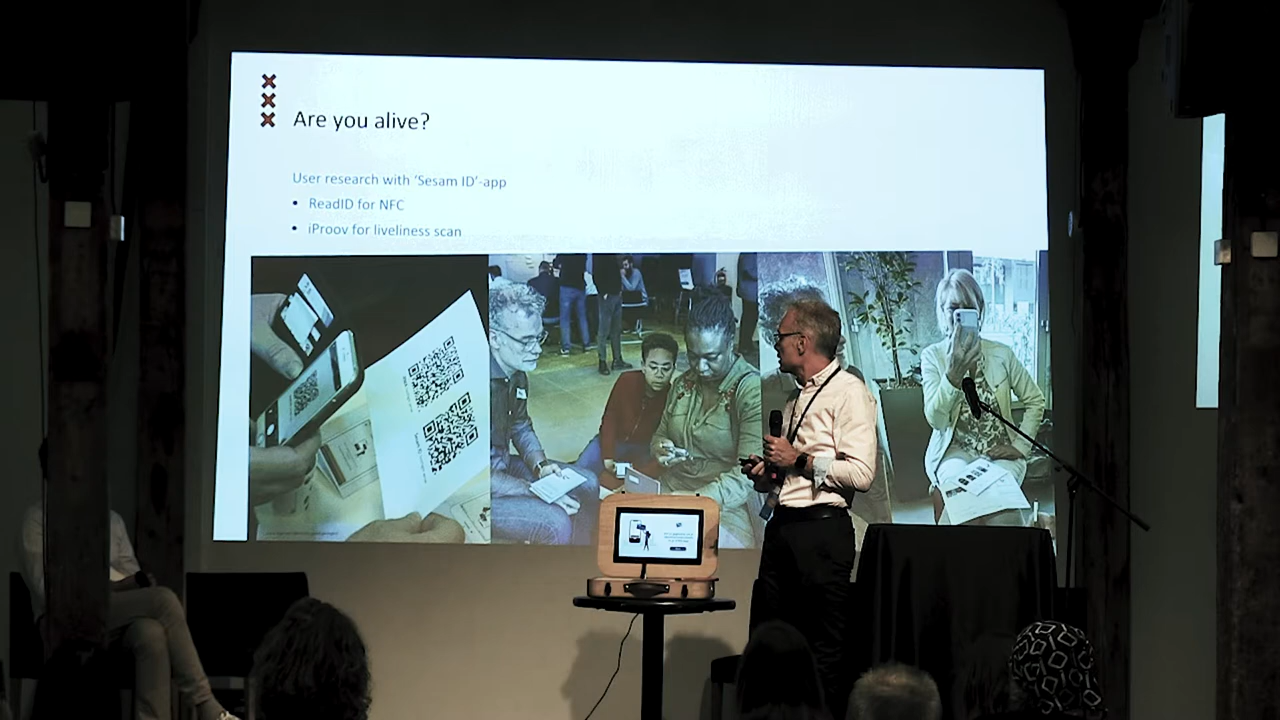 Are you alive?
User research with 'Sesam ID'-app
• ReadID for NFC
• iProov for liveliness scan